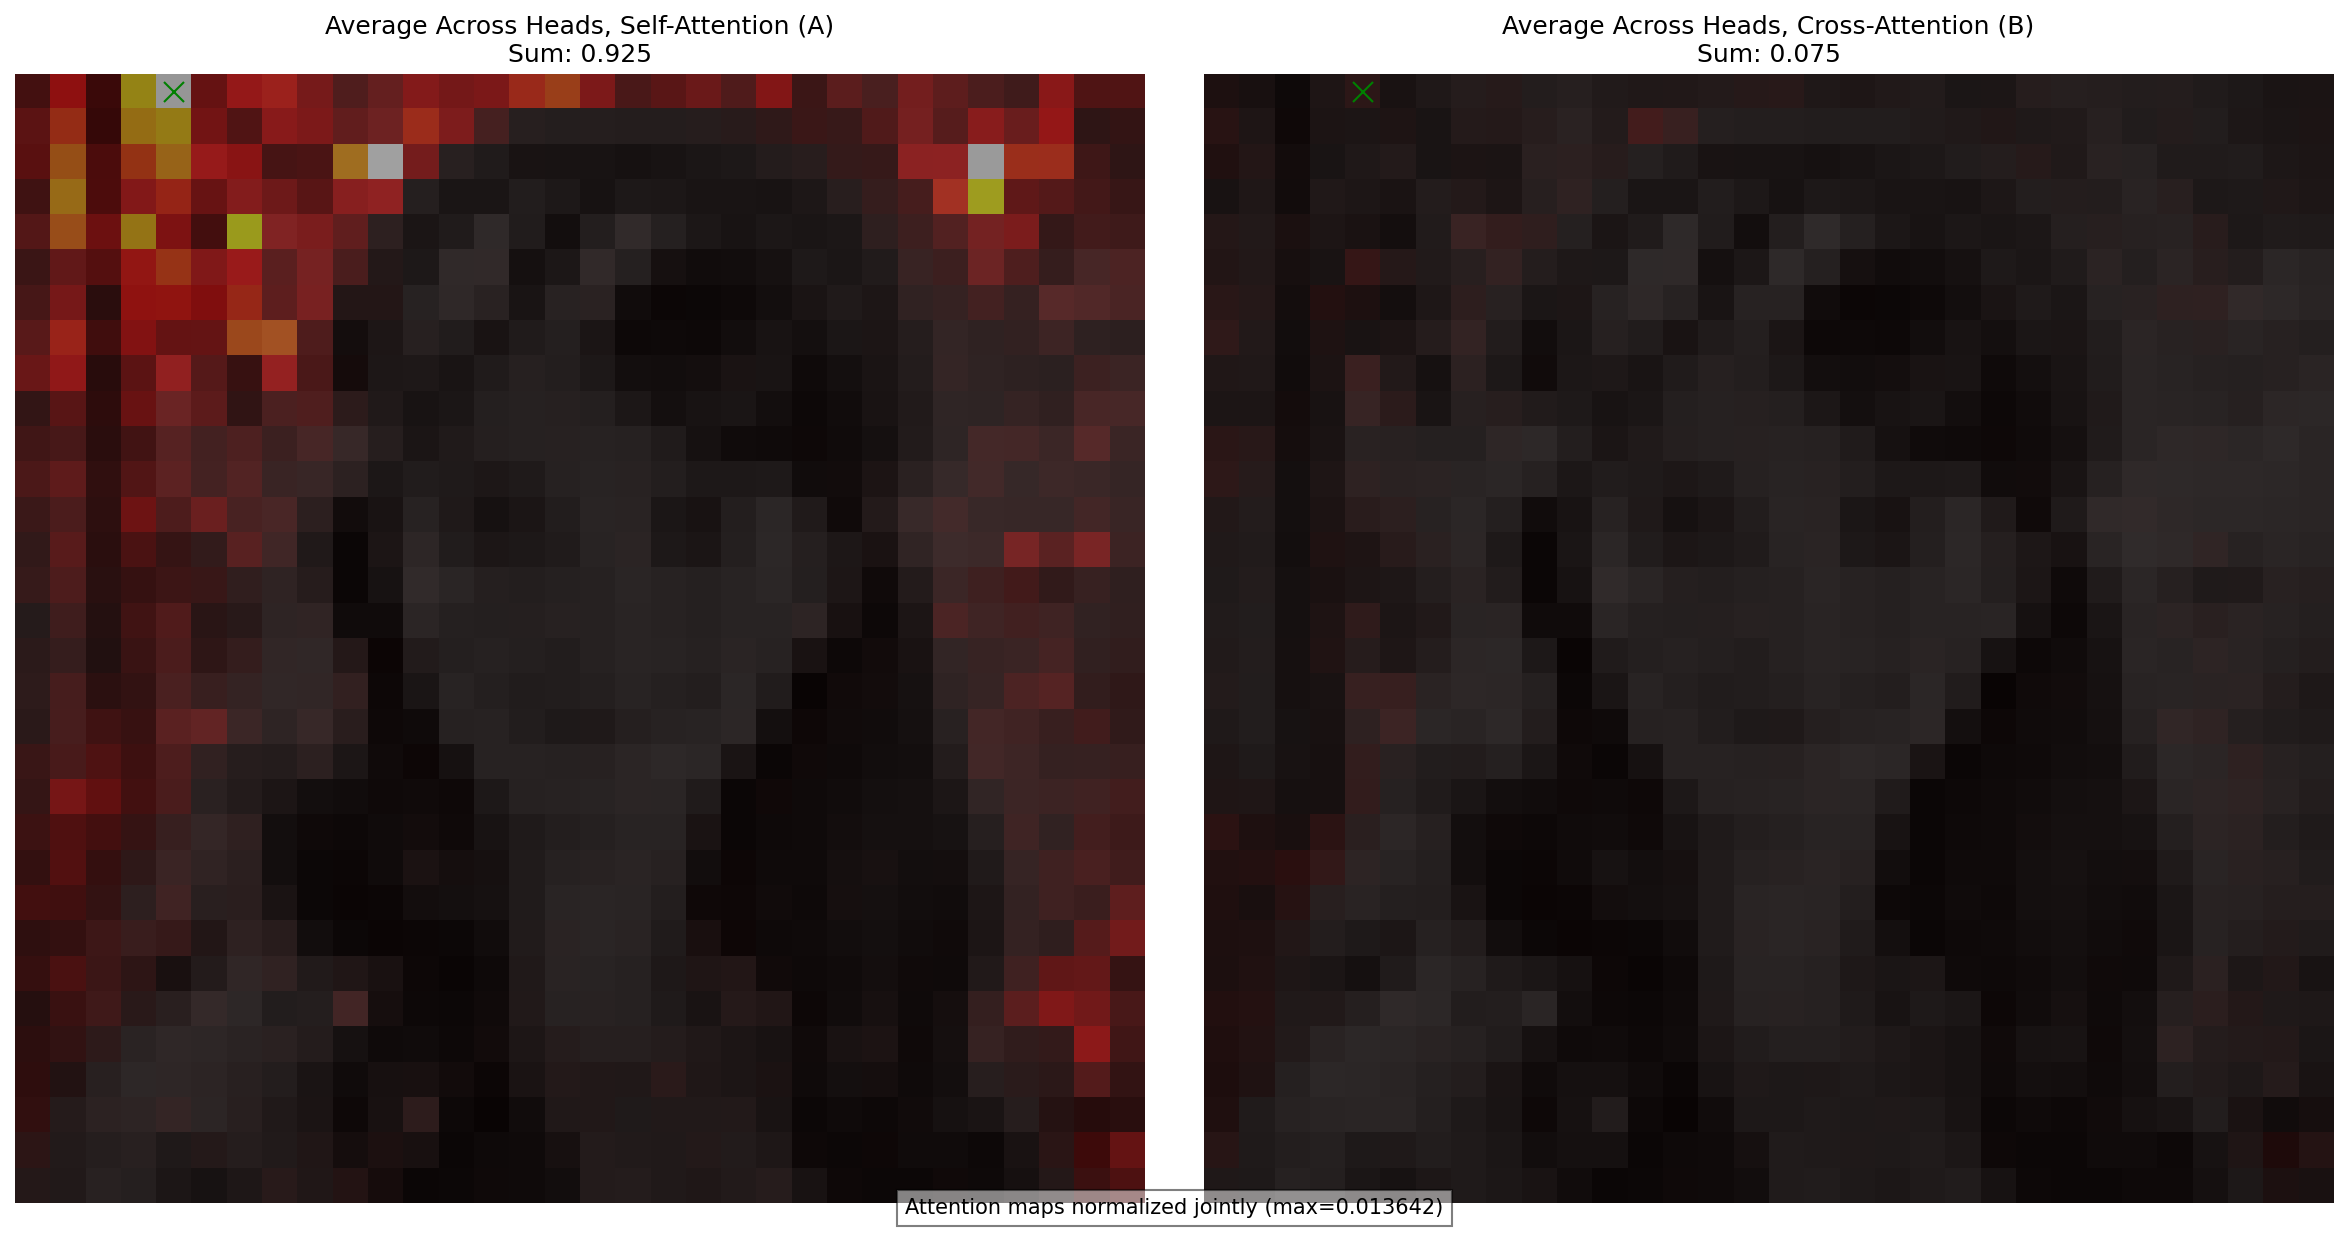 Average Across Heads, Self-Attention (A)
Sum: 0.925
Average Across Heads, Cross-Attention (B)
Sum: 0.075
Attention maps normalized jointly (max=0.013642)